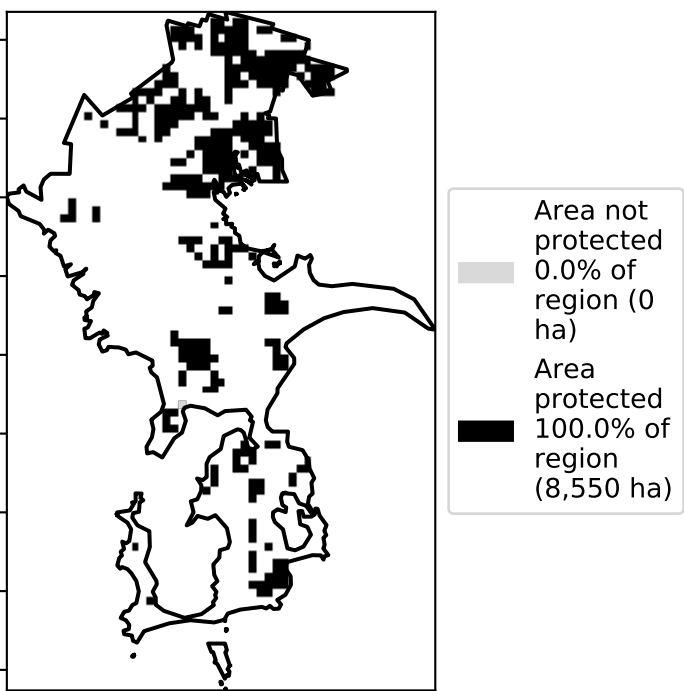 Area not
protected
0.0% of
region (0
ha)
Area
protected
100.0% of
region
(8,550 ha)